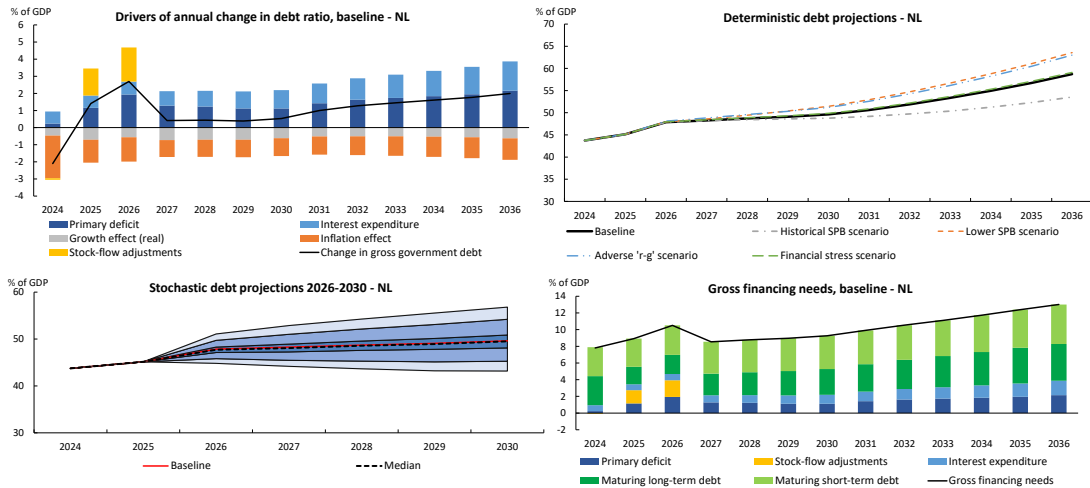 Drivers of annual change in debt ratio, baseline - NL
% of GDP
6
5
4
3
2
1
0
-1
-2
-3
-4
2024 2025 2026 2027 2028 2029 2030 2031 2032 2033 2034 2035 2036
Primary deficit Interest expenditure
Growth effect (real) Inflation effect
Stock-flow adjustments Change in gross government debt
Deterministic debt projections - NL
% of GDP
70
65
60
55
50
45
40
35
30
2024 2025 2026 2027 2028 2029 2030 2031 2032 2033 2034 2035 2036
Baseline Historical SPB scenario Lower SPB scenario
Adverse 'r-g' scenario Financial stress scenario
Stochastic debt projections 2026-2030 - NL
% of GDP
60
50
40
30
2024 2025 2026 2027 2028 2029 2030
Baseline Median
Gross financing needs, baseline - NL
% of GDP
14
12
10
8
6
4
2
0
2024 2025 2026 2027 2028 2029 2030 2031 2032 2033 2034 2035 2036
Primary deficit Stock-flow adjustments Interest expenditure
Maturing long-term debt Maturing short-term debt Gross financing needs